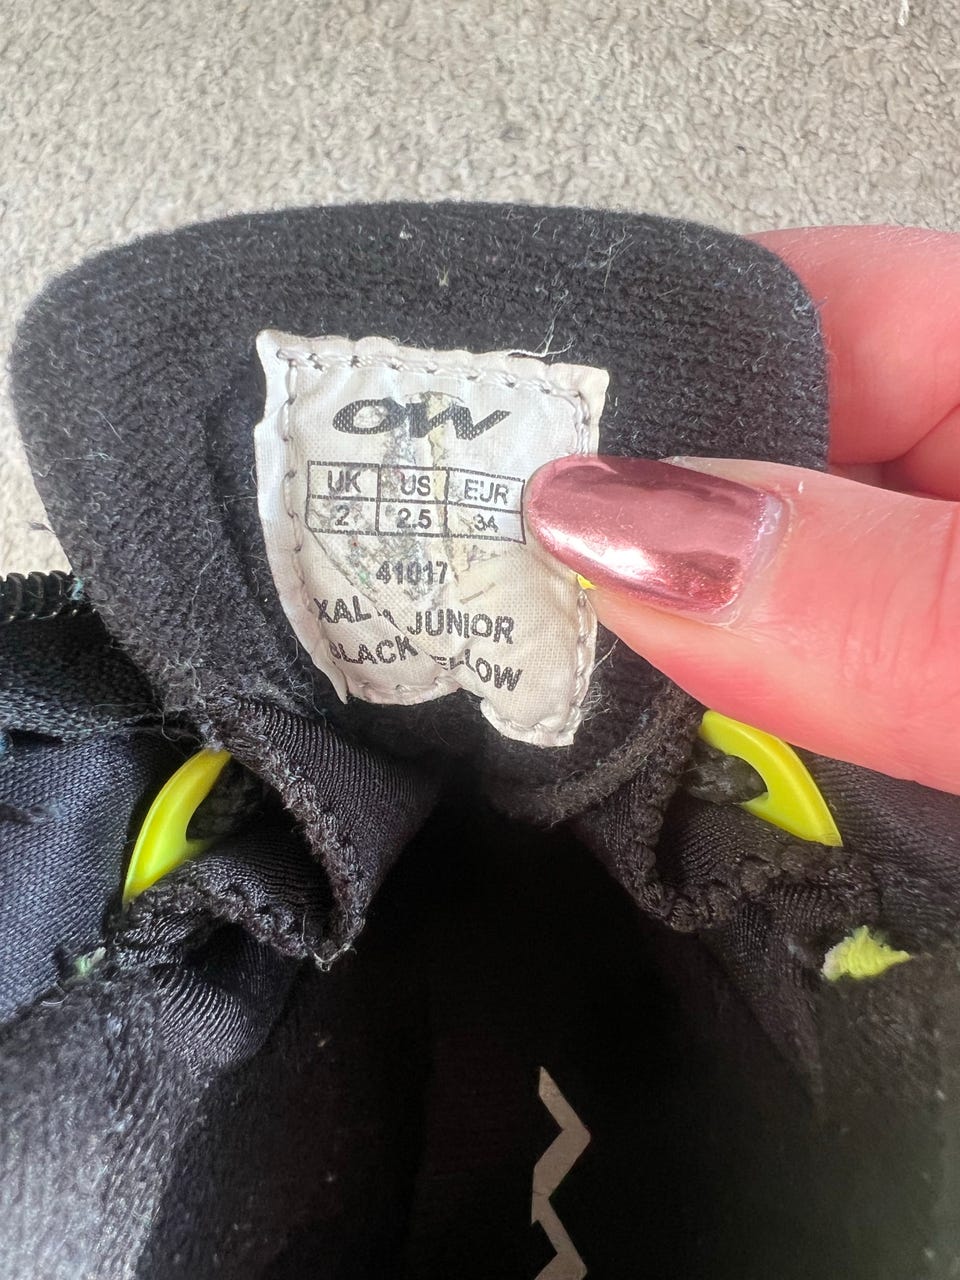 OW
UK US EUR
2 2.5 34
41017
JUNIOR
BLACK